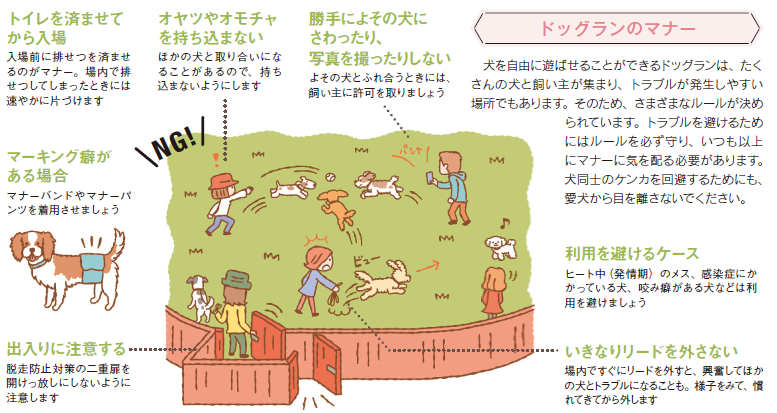 ドッグランのマナー
犬を自由に遊ばせることができるドッグランは、たく
さんの犬と飼い主が集まり、トラブルが発生しやすい
場所でもあります。そのため、さまざまなルールが決め
られています。トラブルを避けるため
にはルールを必ず守り、いつも以上
にマナーに気を配る必要があります。
犬同士のケンカを回避するためにも、
愛犬から目を離さないでください。
トイレを済ませて
から入場
入場前に排せつを済ませ
るのがマナー。場内で排
せつしてしまったときには
速やかに片づけます
オヤツやオモチャ
を持ち込まない
ほかの犬と取り合いにな
ることがあるので、持ち
込まないようにします
勝手によその犬に
さわったり、
写真を撮ったりしない
よその犬とふれ合うときには、
飼い主に許可を取りましょう
NG!
マーキング癖が
ある場合
マナーバンドやマナーパ
ンツを着用させましょう
パシャ
ビュー
利用を避けるケース
ヒート中（発情期）のメス、感染症にか
かっている犬、咬み癖がある犬などは利
用を避けましょう
出入りに注意する
脱走防止対策の二重扉を
開けっ放しにしないように
注意します
いきなりリードを外さない
場内ですぐにリードを外すと、興奮してほか
の犬とトラブルになることも。様子をみて、慣
れてきてから外します